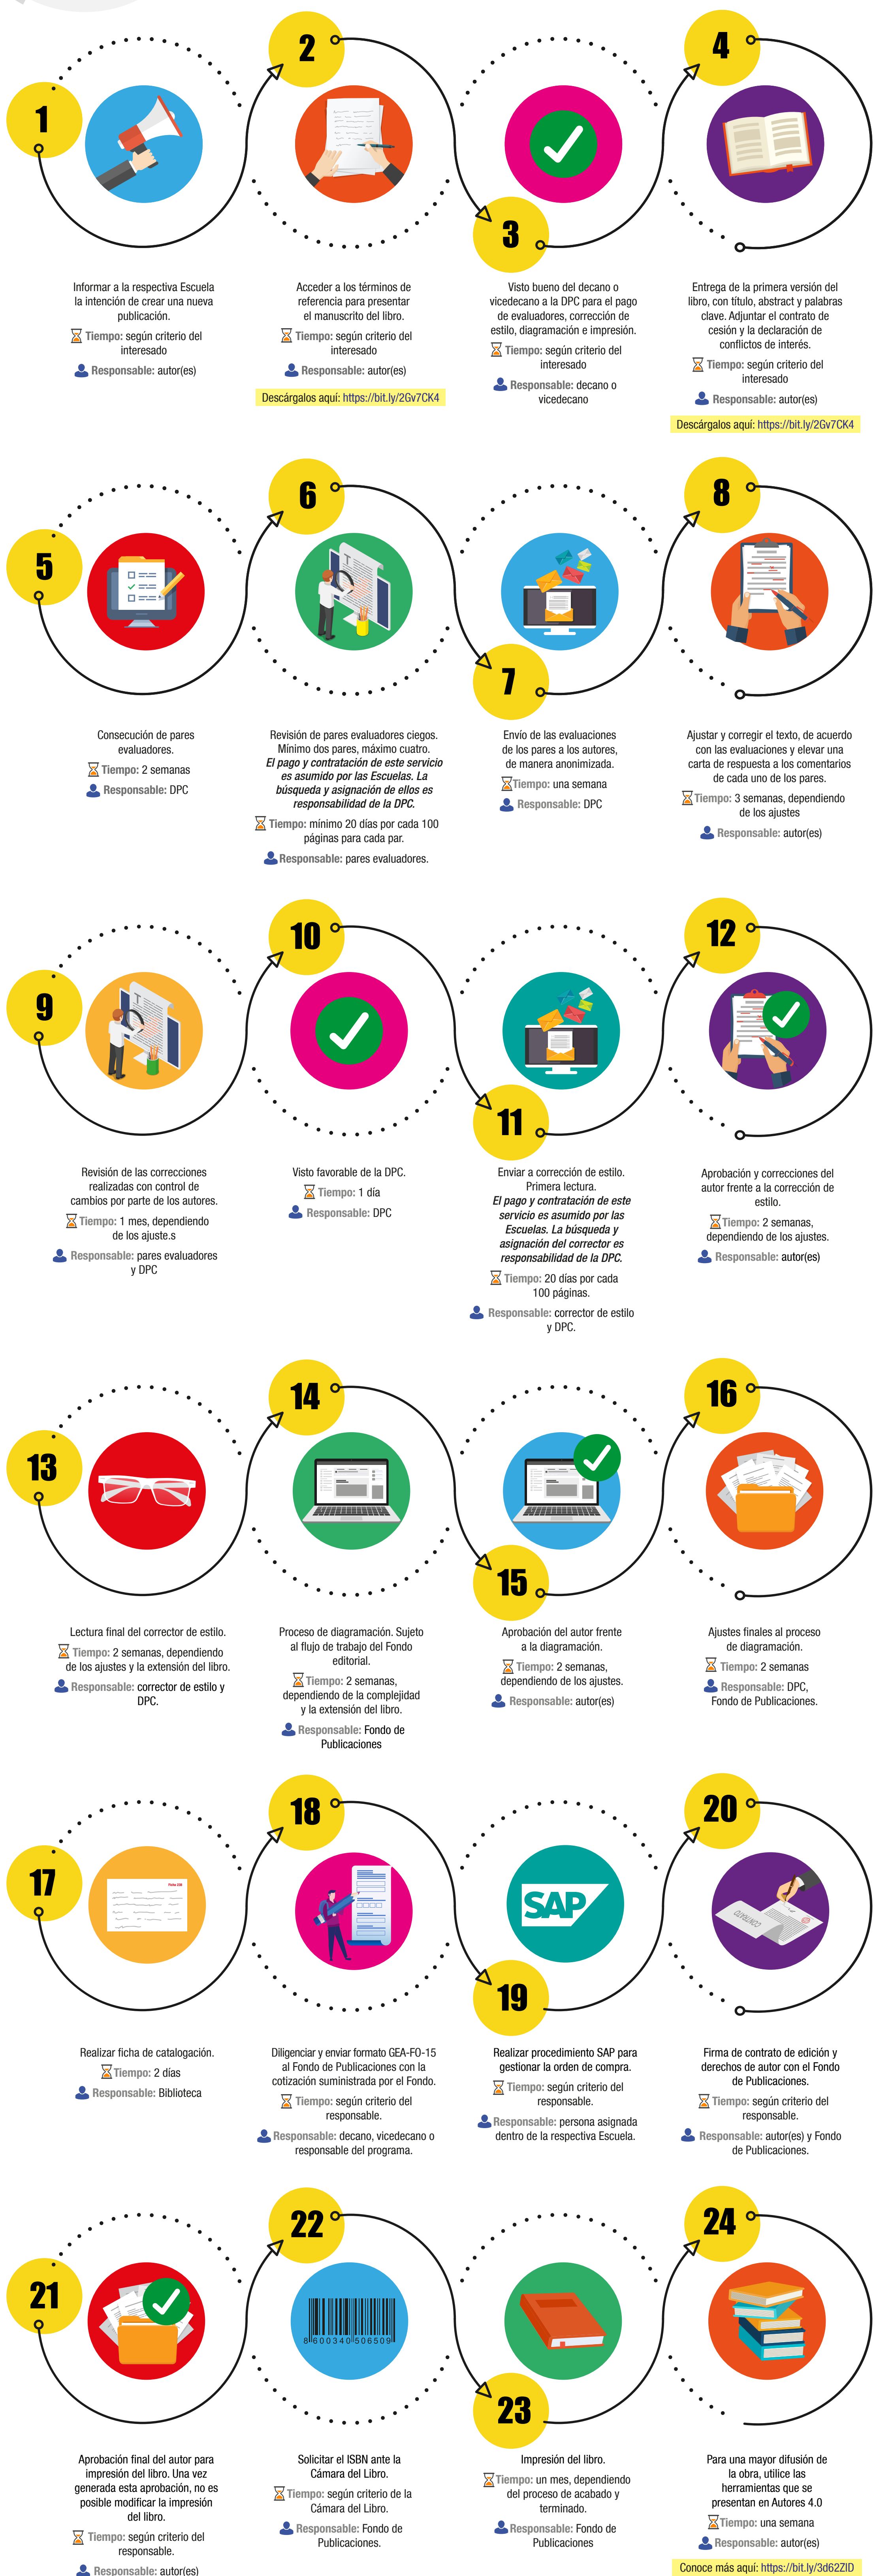 1
Informar a la respectiva Escuela
la intención de crear una nueva
publicación.
Tiempo: según criterio del
interesado
Responsable: autor(es)
2
Acceder a los términos de
referencia para presentar
el manuscrito del libro.
Tiempo: según criterio del
interesado
Responsable: autor(es)
Descárgalos aquí: https://bit.ly/2Gv7CK4
3
Visto bueno del decano o
vicedecano a la DPC para el pago
de evaluadores, corrección de
estilo, diagramación e impresión.
Tiempo: según criterio del
interesado
Responsable: decano o
vicedecano
4
Entrega de la primera versión del
libro, con título, abstract y palabras
clave. Adjuntar el contrato de
cesión y la declaración de
conflictos de interés.
Tiempo: según criterio del
interesado
Responsable: autor(es)
Descárgalos aquí: https://bit.ly/2Gv7CK4
5
Consecución de pares
evaluadores.
Tiempo: 2 semanas
Responsable: DPC
6
Revisión de pares evaluadores ciegos.
Mínimo dos pares, máximo cuatro.
El pago y contratación de este servicio
es asumido por las Escuelas. La
búsqueda y asignación de ellos es
responsabilidad de la DPC.
Tiempo: mínimo 20 días por cada 100
páginas para cada par.
Responsable: pares evaluadores.
7
Envío de las evaluaciones
de los pares a los autores,
de manera anonimizada.
Tiempo: una semana
Responsable: DPC
8
Ajustar y corregir el texto, de acuerdo
con las evaluaciones y elevar una
carta de respuesta a los comentarios
de cada uno de los pares.
Tiempo: 3 semanas, dependiendo
de los ajustes
Responsable: autor(es)
9
Revisión de las correcciones
realizadas con control de
cambios por parte de los autores.
Tiempo: 1 mes, dependiendo
de los ajuste.s
Responsable: pares evaluadores
y DPC
10
Visto favorable de la DPC.
Tiempo: 1 día
Responsable: DPC
11
Enviar a corrección de estilo.
Primera lectura.
El pago y contratación de este
servicio es asumido por las
Escuelas. La búsqueda y
asignación del corrector es
responsabilidad de la DPC.
Tiempo: 20 días por cada
100 páginas.
Responsable: corrector de estilo
y DPC.
12
Aprobación y correcciones del
autor frente a la corrección de
estilo.
Tiempo: 2 semanas,
dependiendo de los ajustes.
Responsable: autor(es)
13
Lectura final del corrector de estilo.
Tiempo: 2 semanas, dependiendo
de los ajustes y la extensión del libro.
Responsable: corrector de estilo y
DPC.
14
Proceso de diagramación. Sujeto
al flujo de trabajo del Fondo
editorial.
Tiempo: 2 semanas,
dependiendo de la complejidad
y la extensión del libro.
Responsable: Fondo de
Publicaciones
15
Aprobación del autor frente
a la diagramación.
Tiempo: 2 semanas,
dependiendo de los ajustes.
Responsable: autor(es)
16
Ajustes finales al proceso
de diagramación.
Tiempo: 2 semanas
Responsable: DPC,
Fondo de Publicaciones.
17
Realizar ficha de catalogación.
Tiempo: 2 días
Responsable: Biblioteca
18
Diligenciar y enviar formato GEA-FO-15
al Fondo de Publicaciones con la
cotización suministrada por el Fondo.
Tiempo: según criterio del
responsable.
Responsable: decano, vicedecano o
responsable del programa.
SAP
19
Realizar procedimiento SAP para
gestionar la orden de compra.
Tiempo: según criterio del
responsable.
Responsable: persona asignada
dentro de la respectiva Escuela.
20
CONTRATO
Firma de contrato de edición y
derechos de autor con el Fondo
de Publicaciones.
Tiempo: según criterio del
responsable.
Responsable: autor(es) y Fondo
de Publicaciones.
21
Aprobación final del autor para
impresión del libro. Una vez
generada esta aprobación, no es
posible modificar la impresión
del libro.
Tiempo: según criterio del
responsable.
Responsable: autor(es)
22
8 600340 506509
Solicitar el ISBN ante la
Cámara del Libro.
Tiempo: según criterio de la
Cámara del Libro.
Responsable: Fondo de
Publicaciones.
23
Impresión del libro.
Tiempo: un mes, dependiendo
del proceso de acabado y
terminado.
Responsable: Fondo de
Publicaciones
24
Para una mayor difusión de
la obra, utilice las
herramientas que se
presentan en Autores 4.0
Tiempo: una semana
Responsable: autor(es)
Conoce más aquí: https://bit.ly/3d62ZlD